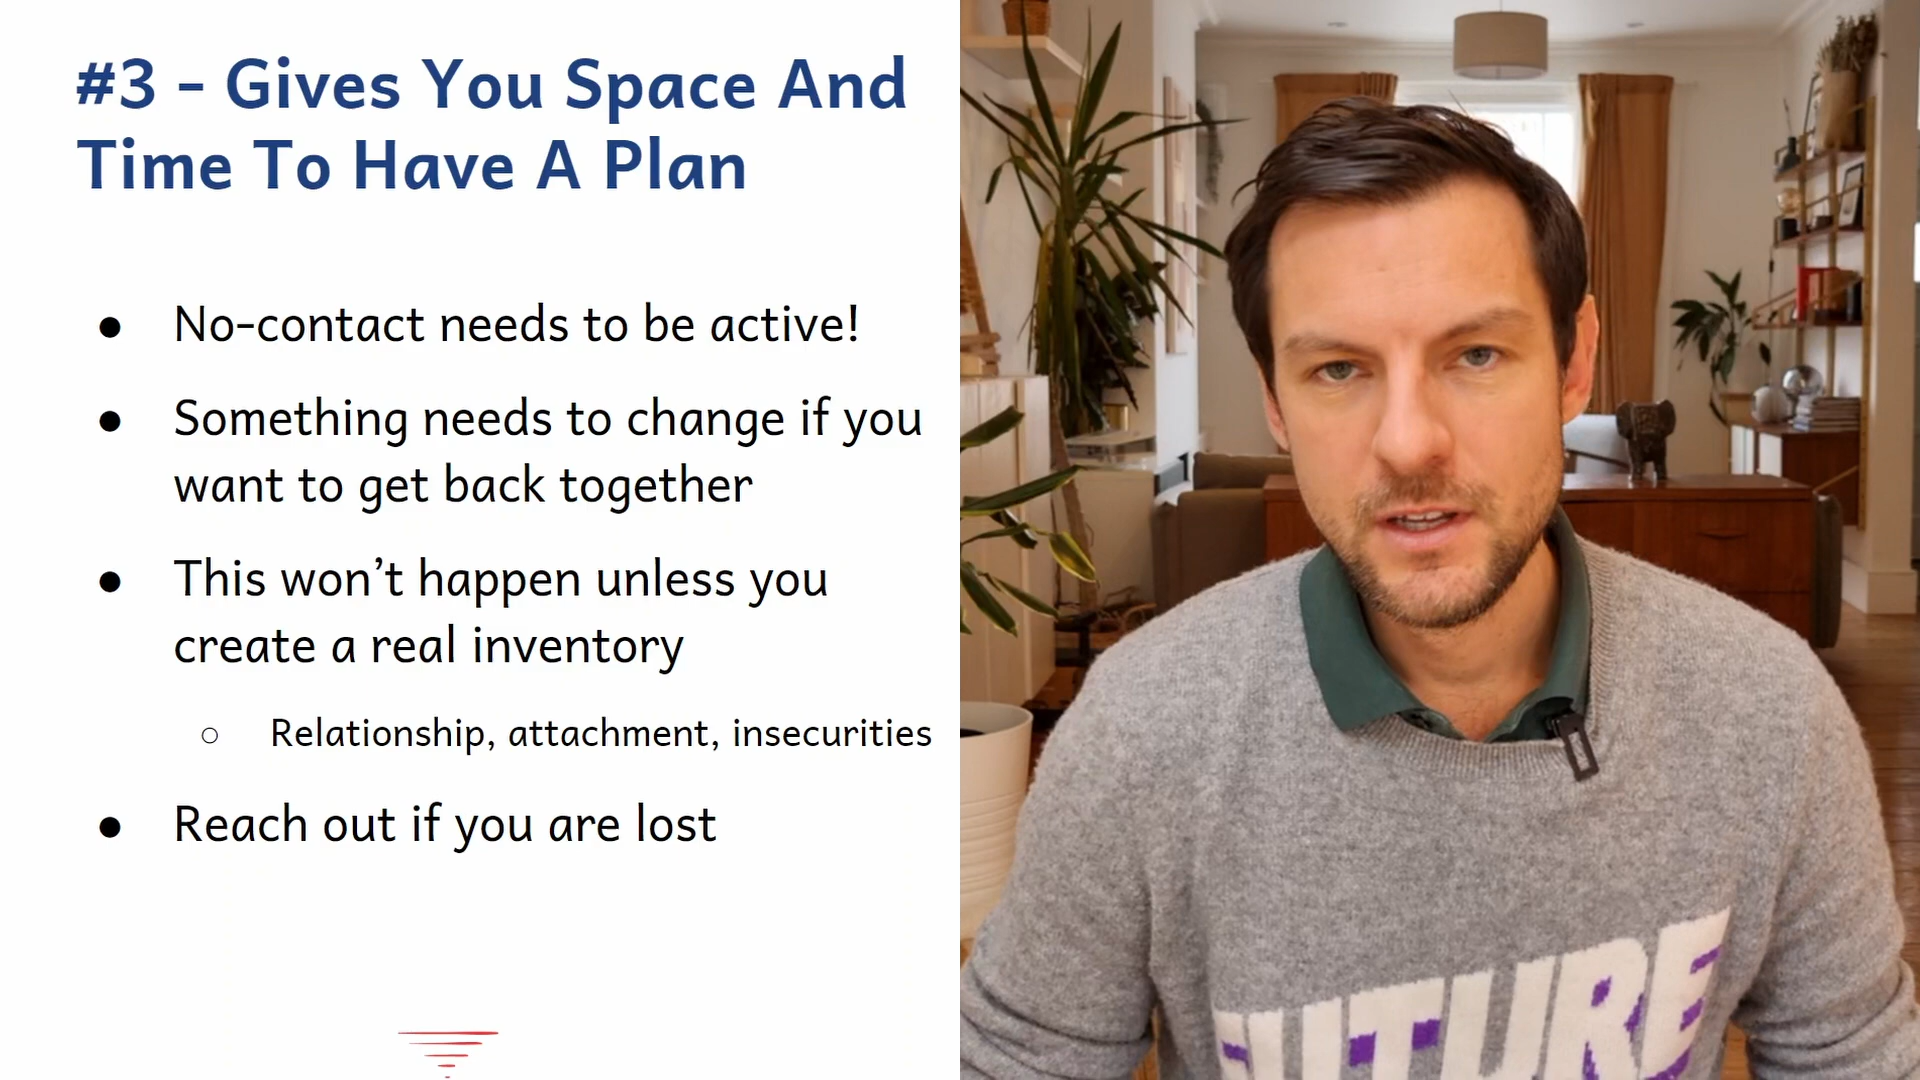 #3 - Gives You Space And
Time To Have A Plan
● No-contact needs to be active!
● Something needs to change if you
want to get back together
● This won’t happen unless you
create a real inventory
○ Relationship, attachment, insecurities
● Reach out if you are lost
FUTURE